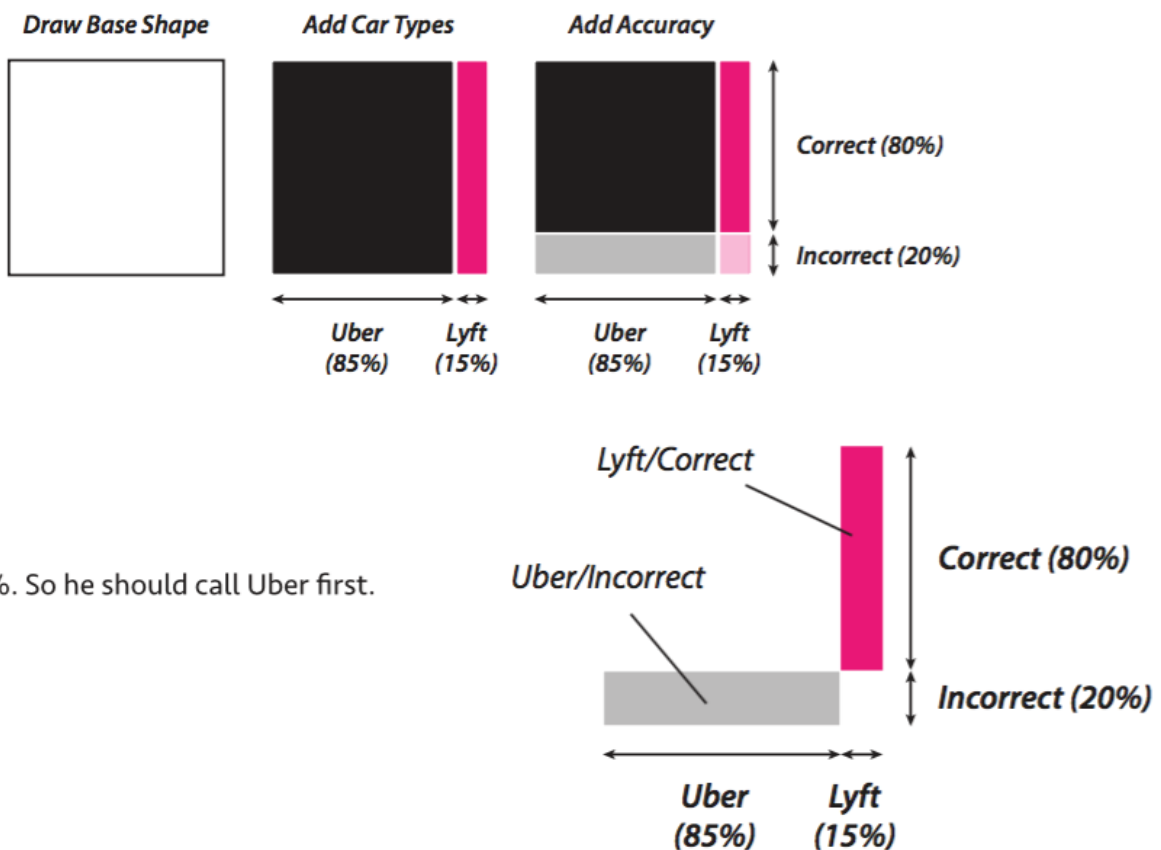 Draw Base Shape
Add Car Types
Add Accuracy
Correct (80%)
Incorrect (20%)
Uber
(85%)
Lyft
(15%)
Uber
(85%)
Lyft
(15%)
Lyft/Correct
Correct (80%)
Uber/Incorrect
%. So he should call Uber first.
Incorrect (20%)
Uber
(85%)
Lyft
(15%)